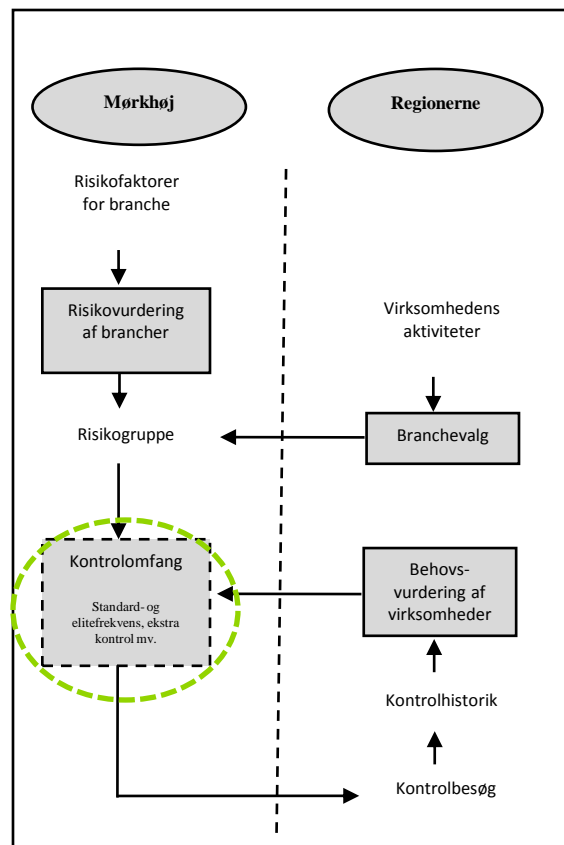 Mørkhøj
Regionerne
Risikofaktorer
for branche
Risikovurdering
af brancher
Virksomhedens
aktiviteter
Risikogruppe
Branchevalg
Kontrolomfang
Standard- og
elitefrekvens, ekstra
kontrol mv.
Behovs-
vurdering af
virksomheder
Kontrolhistorik
Kontrolbesøg